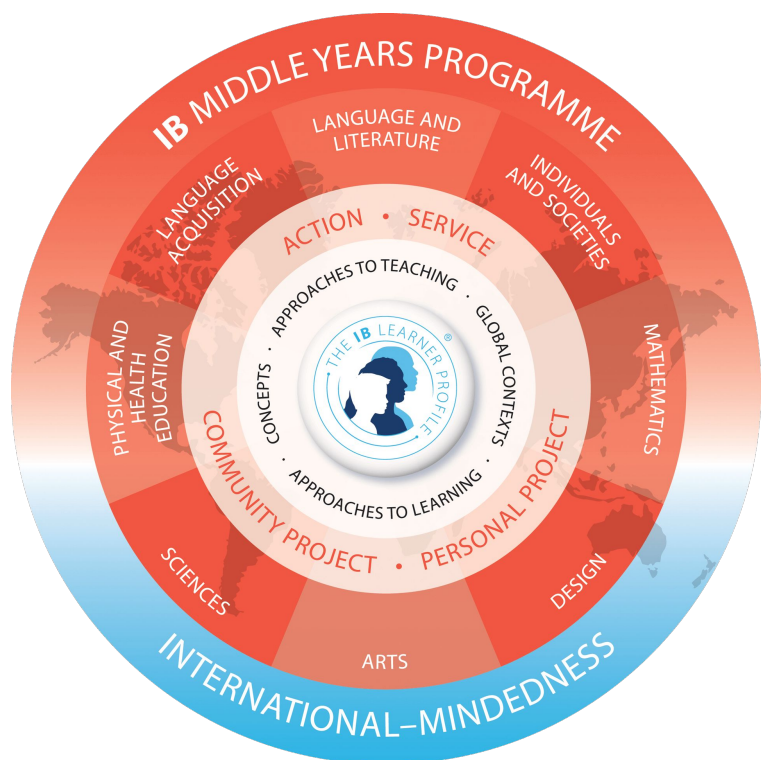 IB MIDDLE YEARS PROGRAMME
LANGUAGE AND
LITERATURE
INDIVIDUALS
AND SOCIETIES
MATHEMATICS
DESIGN
ARTS
SCIENCES
PHYSICAL AND
HEALTH
EDUCATION
LANGUAGE
ACQUISITION
ACTION • SERVICE
COMMUNITY PROJECT • PERSONAL PROJECT
APPROACHES TO TEACHING ·
GLOBAL CONTEXTS ·
APPROACHES TO LEARNING ·
CONCEPTS ·
THE IB LEARNER PROFILE ®
INTERNATIONAL–MINDEDNESS